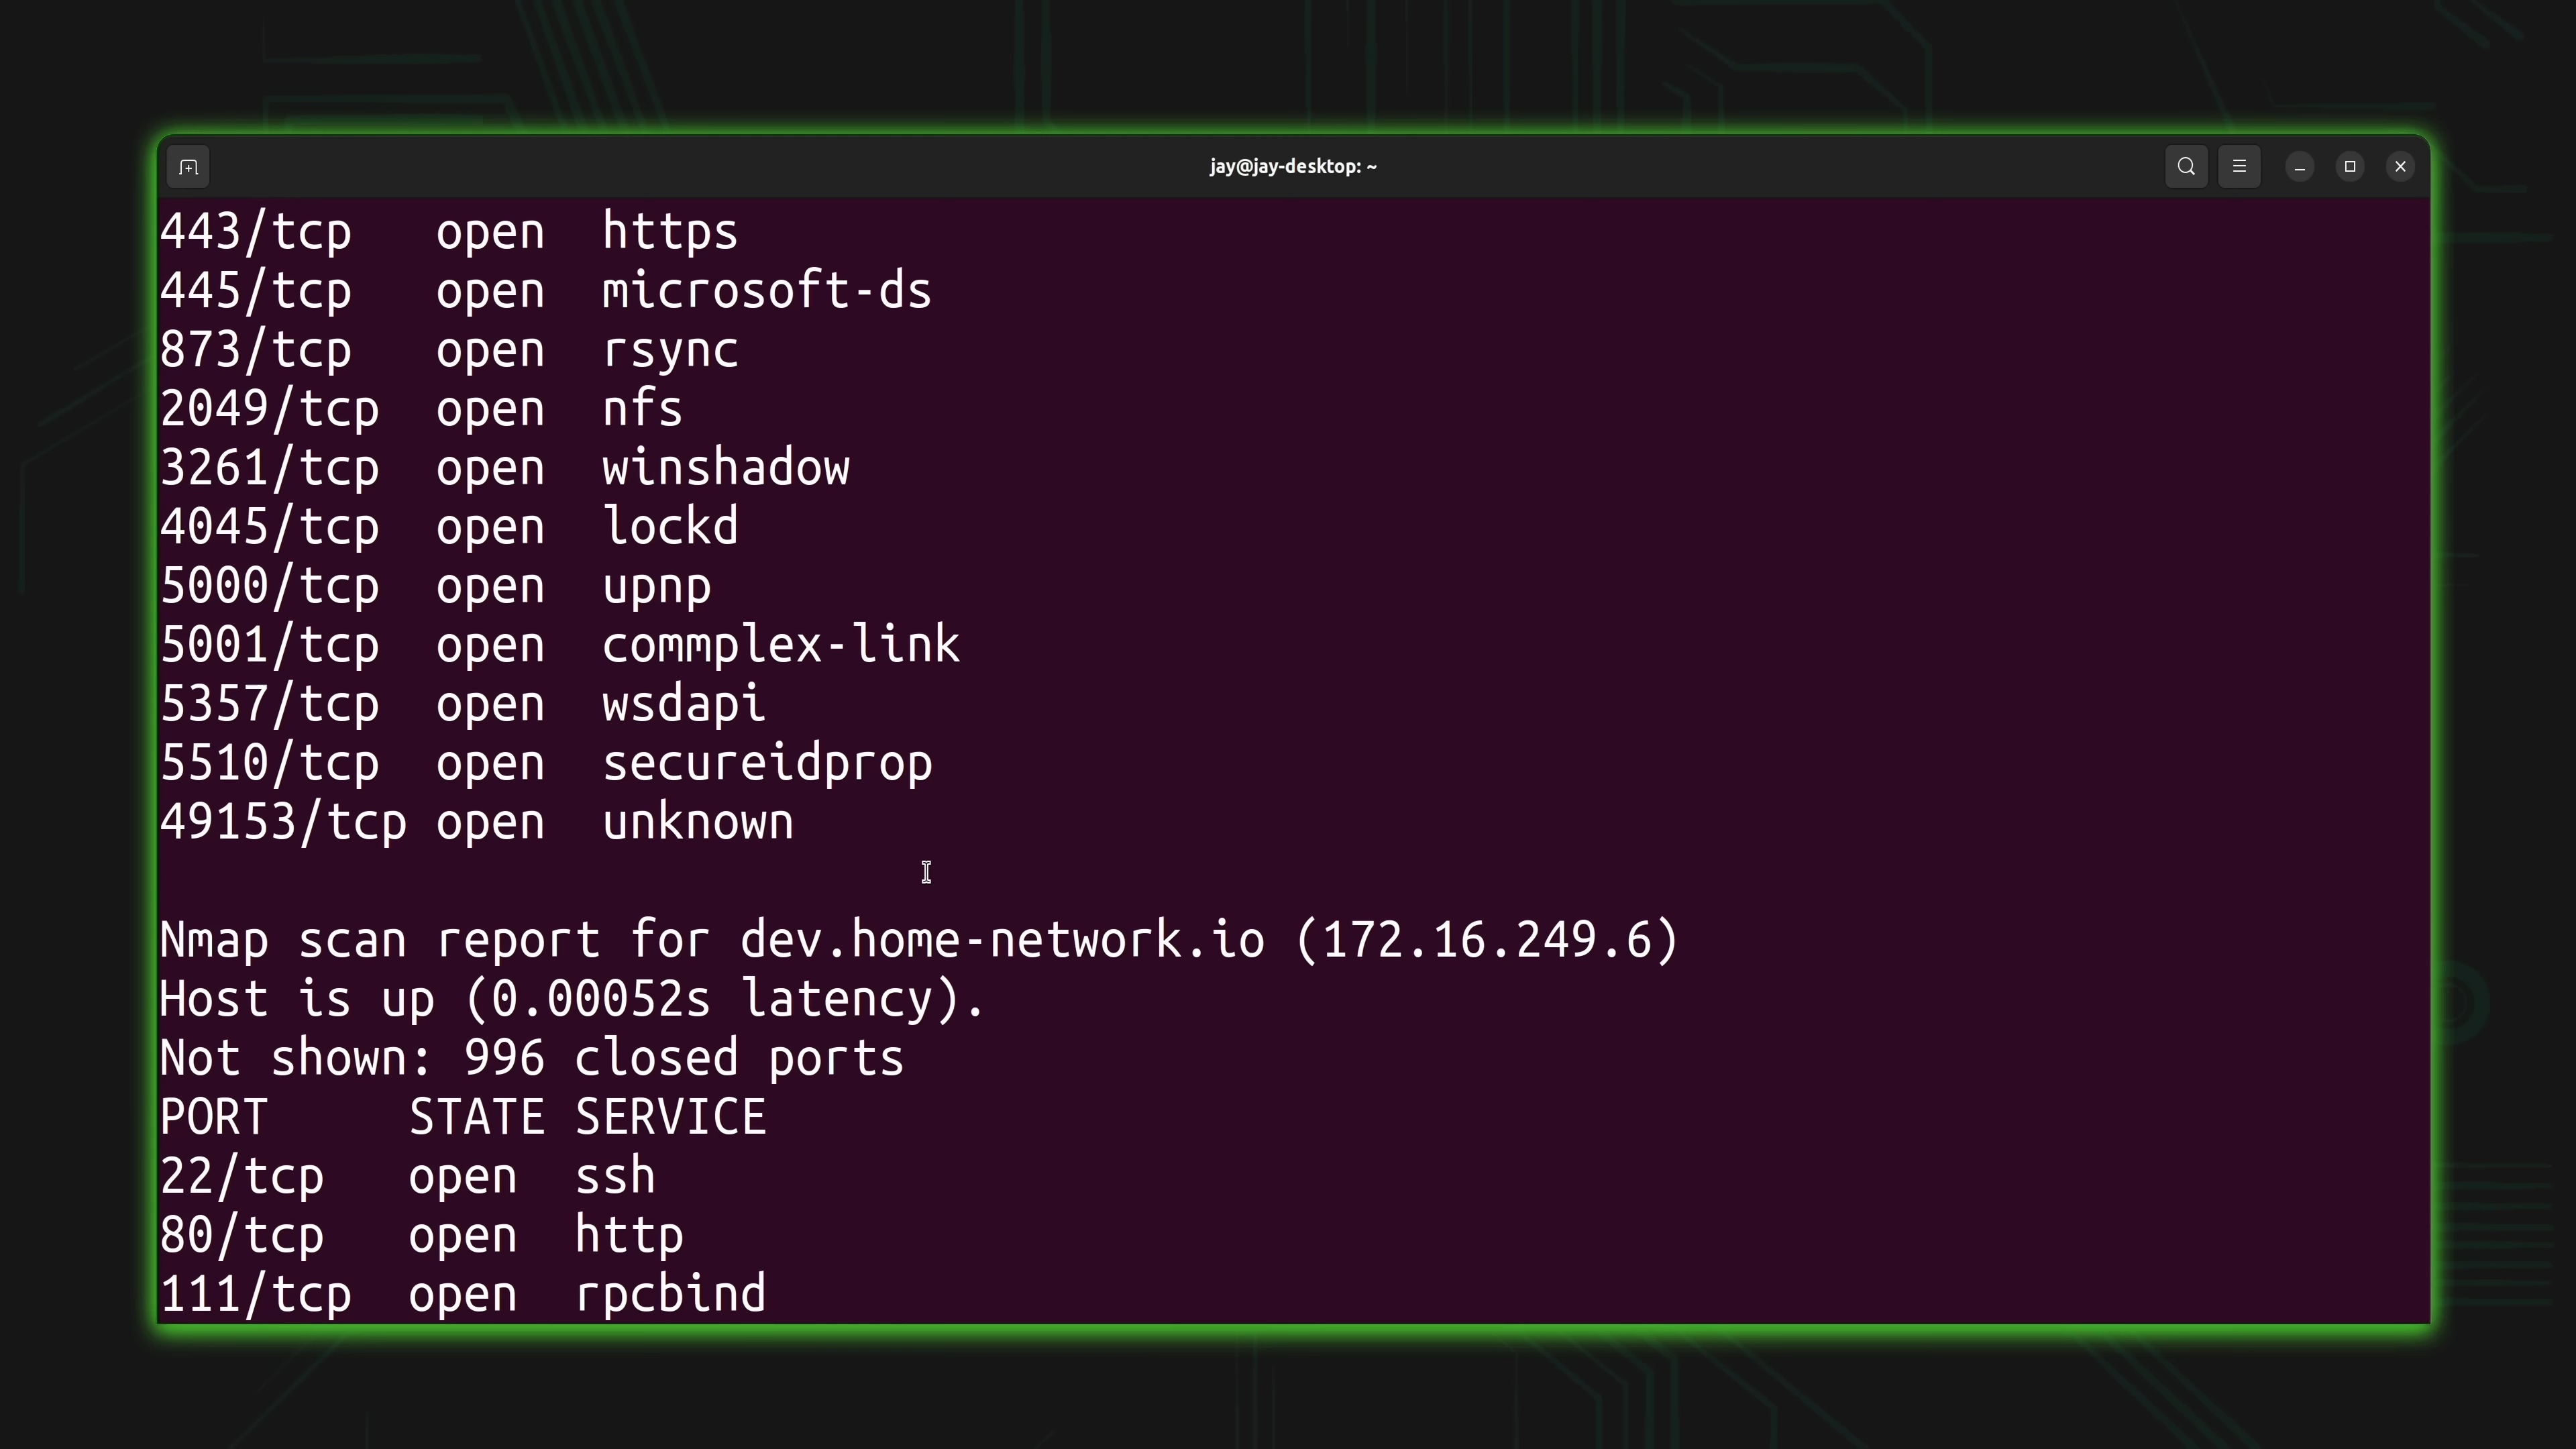 jay@jay-desktop: ~
443/tcp   open  https
445/tcp   open  microsoft-ds
873/tcp   open  rsync
2049/tcp  open  nfs
3261/tcp  open  winshadow
4045/tcp  open  lockd
5000/tcp  open  upnp
5001/tcp  open  commplex-link
5357/tcp  open  wsdapi
5510/tcp  open  secureidprop
49153/tcp open  unknown

Nmap scan report for dev.home-network.io (172.16.249.6)
Host is up (0.00052s latency).
Not shown: 996 closed ports
PORT     STATE SERVICE
22/tcp   open  ssh
80/tcp   open  http
111/tcp  open  rpcbind